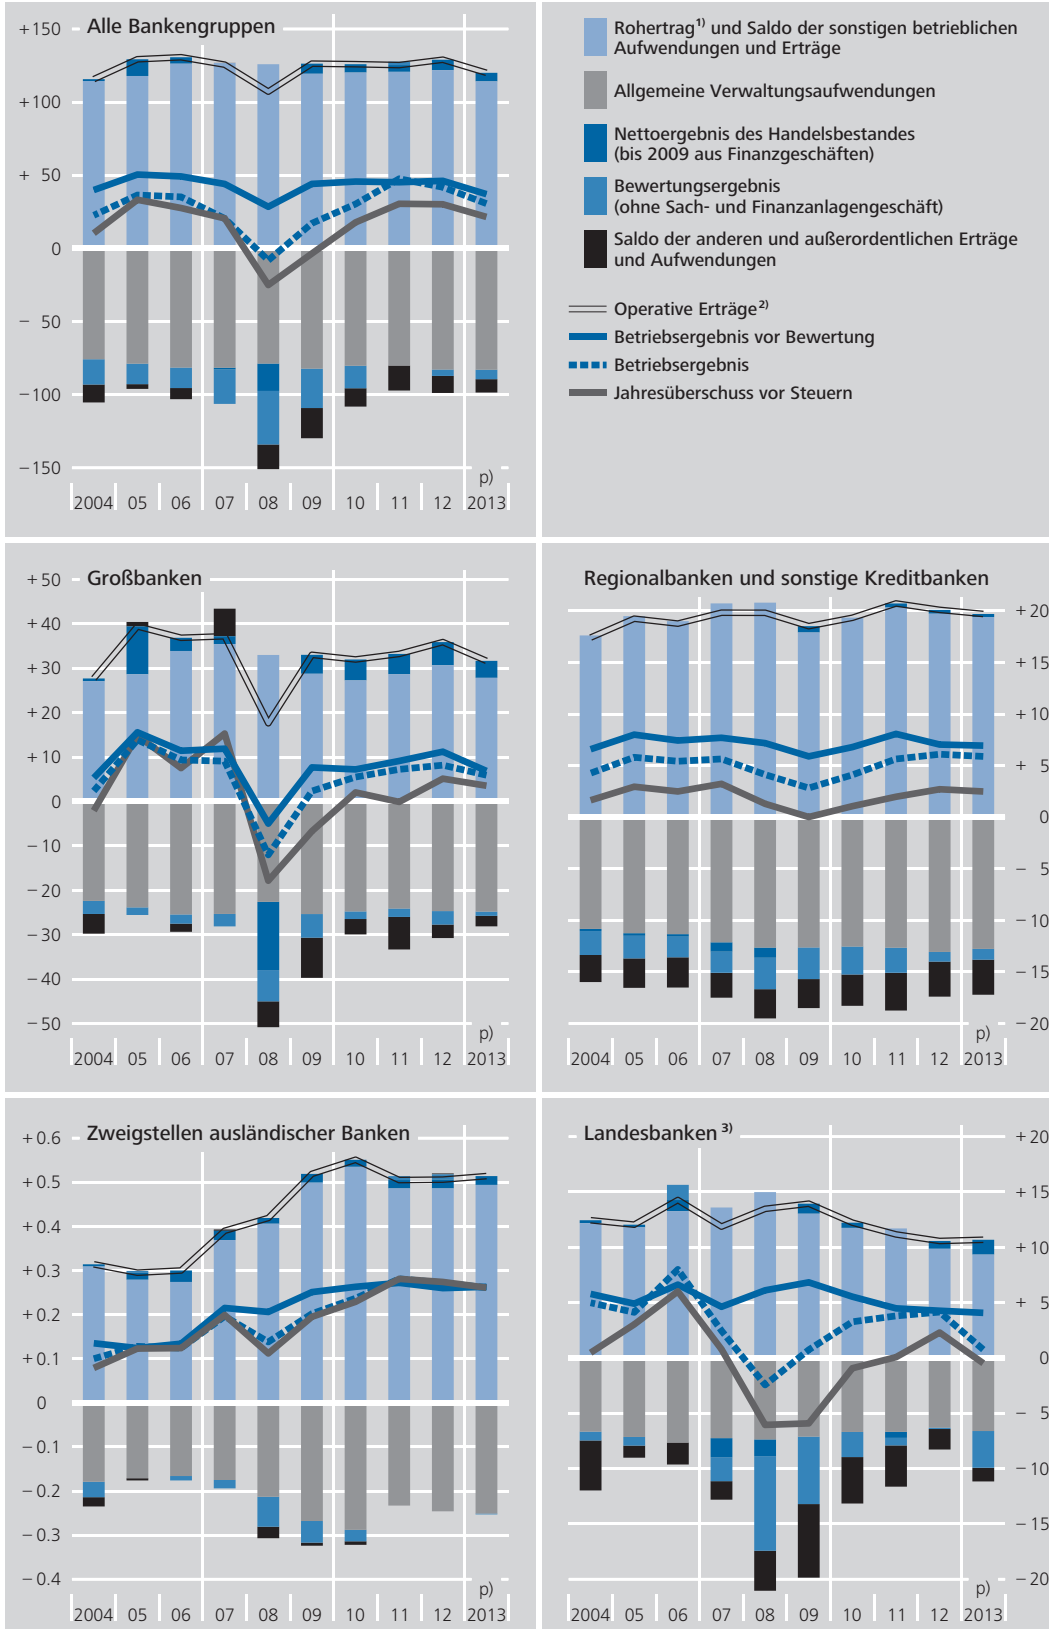 Alle Bankengruppen
+150
+100
+ 50
0
− 50
−100
−150
p)
2004 05 06 07 08 09 10 11 12 2013
Rohertrag1) und Saldo der sonstigen betrieblichen
Aufwendungen und Erträge
Allgemeine Verwaltungsaufwendungen
Nettoergebnis des Handelsbestandes
(bis 2009 aus Finanzgeschäften)
Bewertungsergebnis
(ohne Sach- und Finanzanlagengeschäft)
Saldo der anderen und außerordentlichen Erträge
und Aufwendungen
Operative Erträge2)
Betriebsergebnis vor Bewertung
Betriebsergebnis
Jahresüberschuss vor Steuern
Großbanken
+50
+40
+30
+20
+10
0
−10
−20
−30
−40
−50
p)
2004 05 06 07 08 09 10 11 12 2013
Regionalbanken und sonstige Kreditbanken
+20
+15
+10
+ 5
0
− 5
−10
−15
−20
p)
2004 05 06 07 08 09 10 11 12 2013
Zweigstellen ausländischer Banken
+0.6
+0.5
+0.4
+0.3
+0.2
+0.1
0
−0.1
−0.2
−0.3
−0.4
p)
2004 05 06 07 08 09 10 11 12 2013
Landesbanken3)
+20
+15
+10
+ 5
0
− 5
−10
−15
−20
p)
2004 05 06 07 08 09 10 11 12 2013